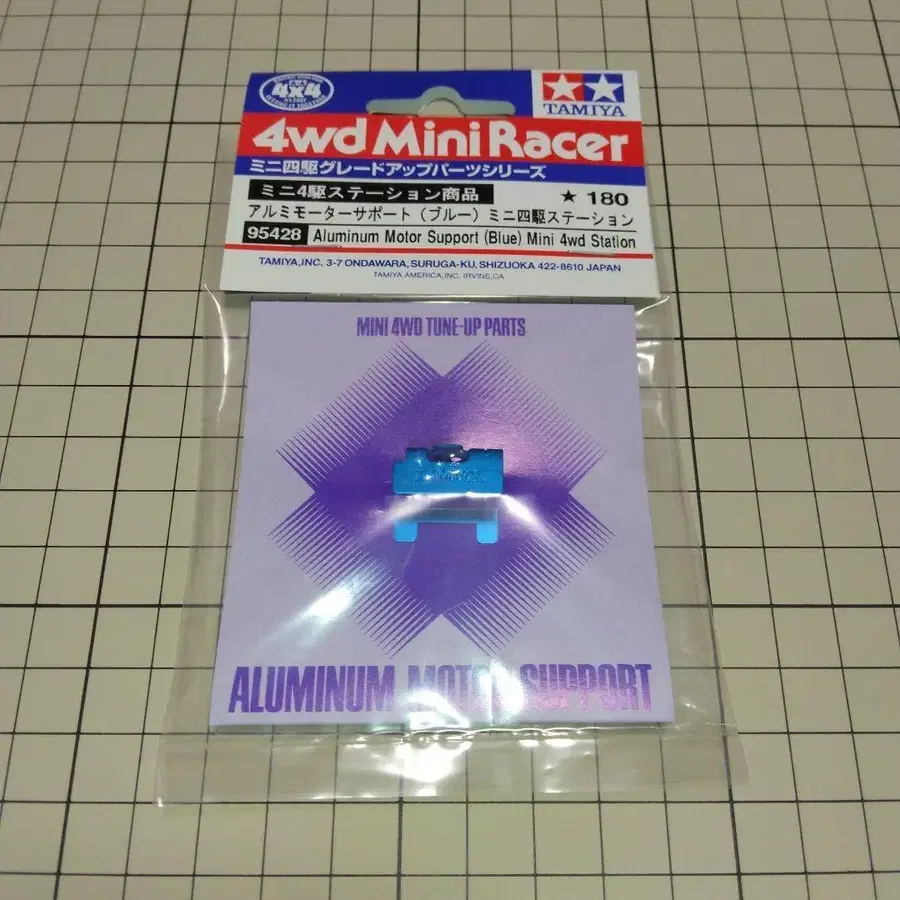 4x4
TAMIYA
4wd Mini Racer
ミニ四駆グレードアップパーツシリーズ
ミニ4駆ステーション商品 ★ 180
アルミモーターサポート（ブルー）ミニ四駆ステーション
95428 Aluminum Motor Support (Blue) Mini 4wd Station
TAMIYA,INC. 3-7 ONDAWARA, SURUGA-KU, SHIZUOKA 422-8610 JAPAN
TAMIYA AMERICA,INC. IRVINE,CA
MINI 4WD TUNE-UP PARTS
TAMIYA
ALUMINUM MOTOR SUPPORT